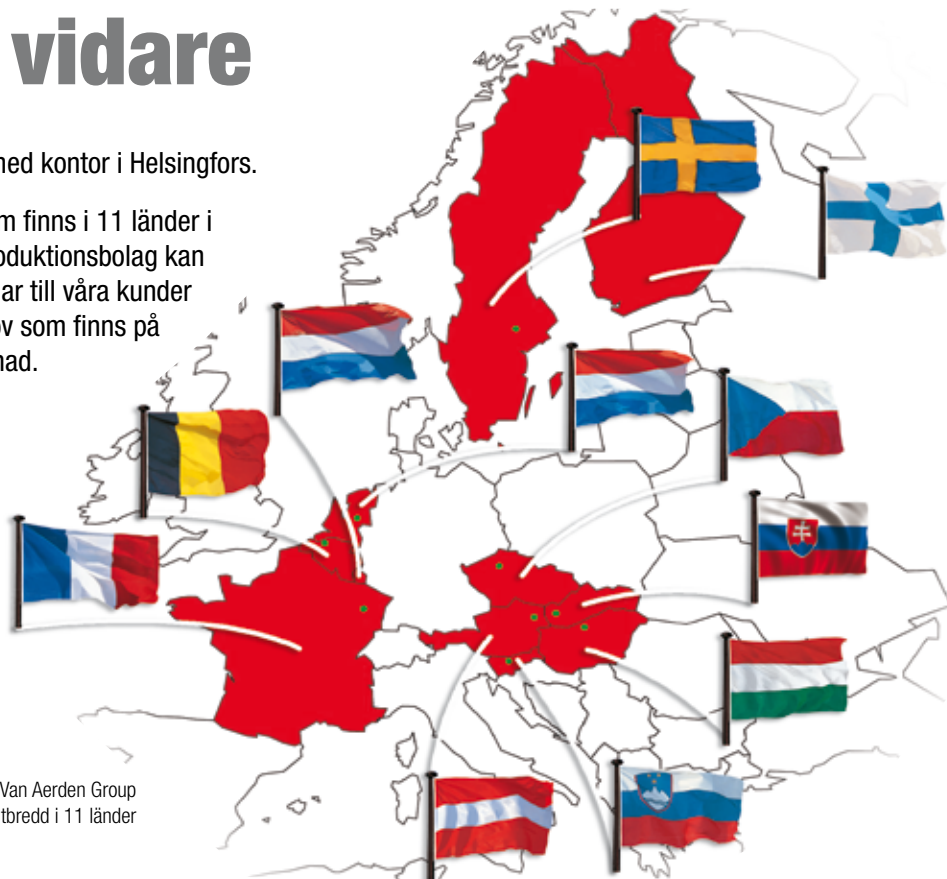 vidare
ned kontor i Helsingfors.
m finns i 11 länder i
oduktionsbolag kan
ar till våra kunder
ov som finns på
nad.
Van Aerden Group
tbredd i 11 länder